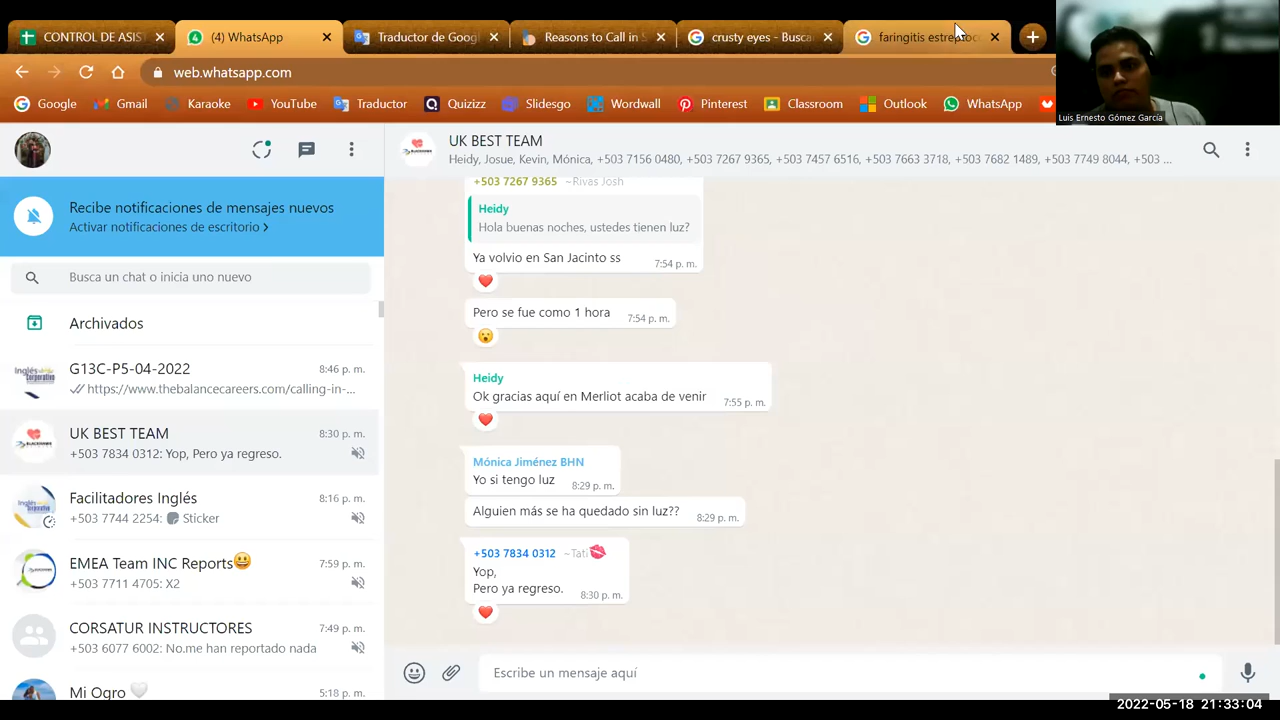 CONTROL DE ASIS
(4) WhatsApp
Traductor de Goog
Reasons to Call in S
crusty eyes - Busca
faringitis estreptoc
web.whatsapp.com
Google
Gmail
Karaoke
YouTube
Traductor
Quizizz
Slidesgo
Wordwall
Pinterest
Classroom
Outlook
WhatsApp
Luis Ernesto Gómez García
UK BEST TEAM
Heidy, Josue, Kevin, Mónica, +503 7156 0480, +503 7267 9365, +503 7457 6516, +503 7663 3718, +503 7682 1489, +503 7749 8044, +503 ...
Recibe notificaciones de mensajes nuevos
Activar notificaciones de escritorio >
Busca un chat o inicia uno nuevo
Archivados
G13C-P5-04-2022 8:46 p. m.
https://www.thebalancecareers.com/calling-in-...
UK BEST TEAM 8:30 p. m.
+503 7834 0312: Yop, Pero ya regreso.
Facilitadores Inglés 8:16 p. m.
+503 7744 2254: Sticker
EMEA Team INC Reports😃 7:59 p. m.
+503 7711 4705: X2
CORSATUR INSTRUCTORES 7:49 p. m.
+503 6077 6002: No.me han reportado nada
Mi Ogro 🤍 5:18 p. m.
+503 7267 9365 ~Rivas Josh
Heidy
Hola buenas noches, ustedes tienen luz?
Ya volvio en San Jacinto ss 7:54 p. m.
Pero se fue como 1 hora 7:54 p. m.
Heidy
Ok gracias aquí en Merliot acaba de venir 7:55 p. m.
Mónica Jiménez BHN
Yo si tengo luz 8:29 p. m.
Alguien más se ha quedado sin luz?? 8:29 p. m.
+503 7834 0312 ~Tati💋
Yop,
Pero ya regreso. 8:30 p. m.
Escribe un mensaje aquí
2022-05-18 21:33:04